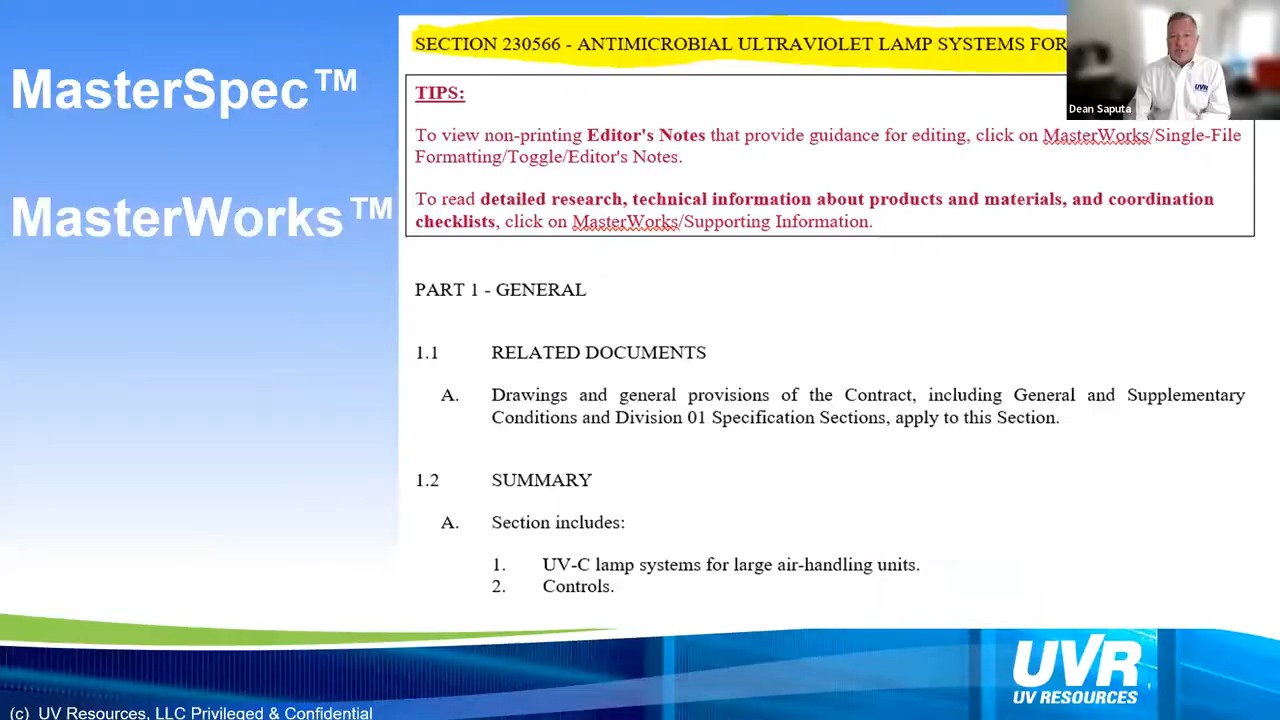 MasterSpec™
MasterWorks™
SECTION 230566 - ANTIMICROBIAL ULTRAVIOLET LAMP SYSTEMS FOR
UVR
Dean Saputa
TIPS:
To view non-printing Editor's Notes that provide guidance for editing, click on MasterWorks/Single-File
Formatting/Toggle/Editor's Notes.
To read detailed research, technical information about products and materials, and coordination
checklists, click on MasterWorks/Supporting Information.
PART 1 - GENERAL
1.1 RELATED DOCUMENTS
A. Drawings and general provisions of the Contract, including General and Supplementary
Conditions and Division 01 Specification Sections, apply to this Section.
1.2 SUMMARY
A. Section includes:
1. UV-C lamp systems for large air-handling units.
2. Controls.
UVR
UV RESOURCES
(c) UV Resources, LLC Privileged & Confidential